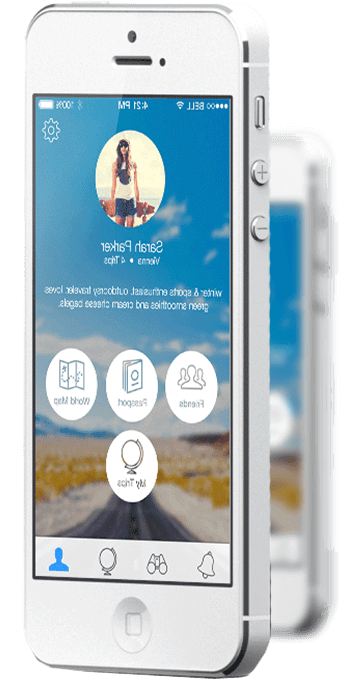 BELL 4:21 PM 100%
Sarah Parker
Vienna • 4 Trips
winter & sports enthusiast, outdoorsy traveler, loves
green smoothies and cream cheese bagels.
Friends Passport World Map
My Trips